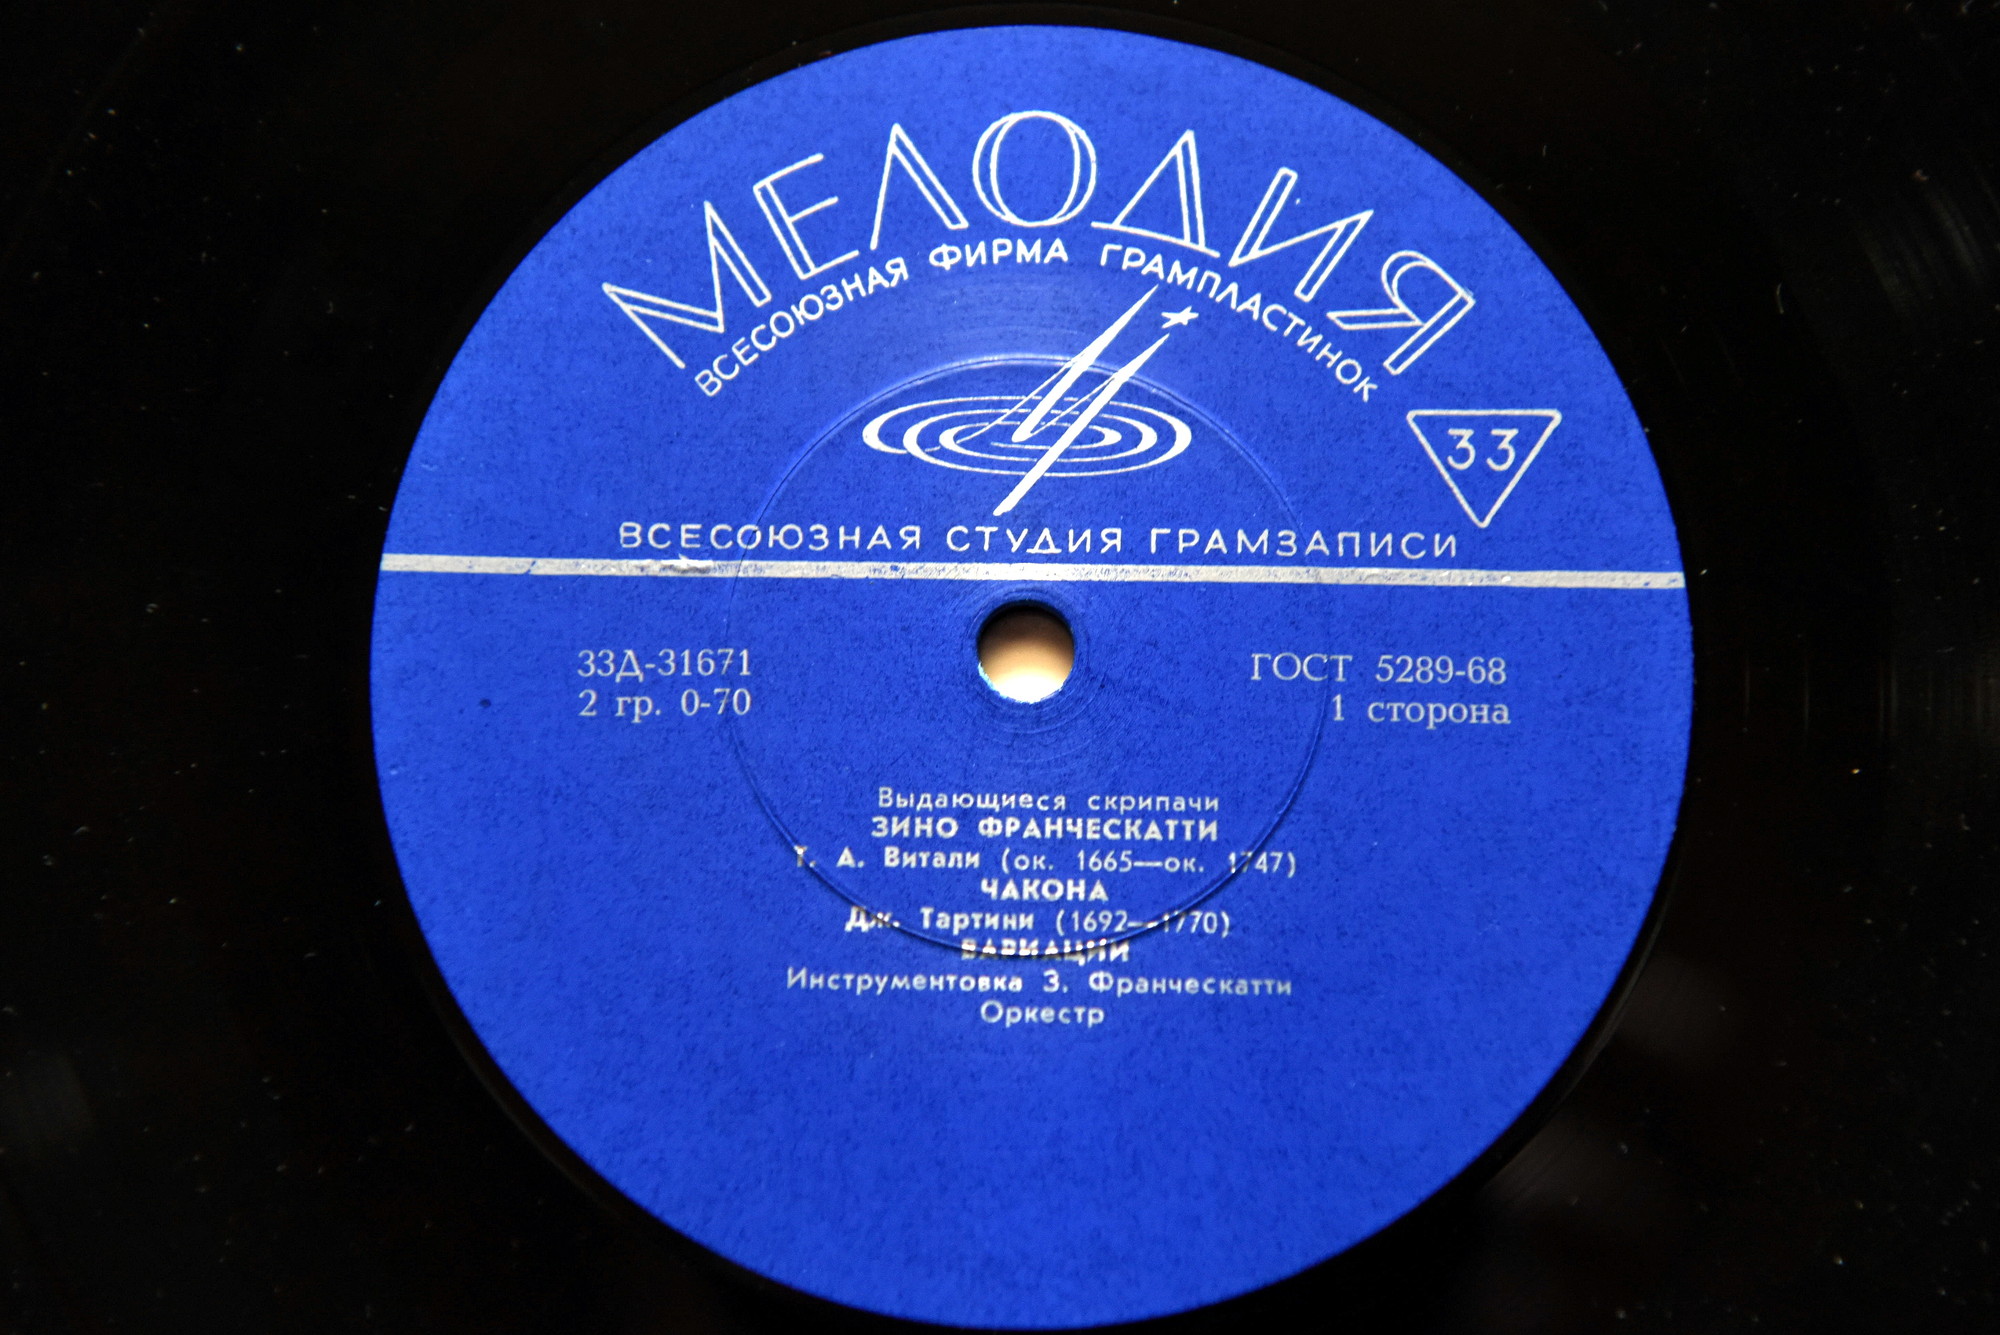 МЕЛОДИЯ
ВСЕСОЮЗНАЯ ФИРМА ГРАМПЛАСТИНОК
33
ВСЕСОЮЗНАЯ СТУДИЯ ГРАМЗАПИСИ
33Д-31671
2 гр. 0-70
ГОСТ 5289-68
1 сторона
Выдающиеся скрипачи
ЗИНО ФРАНЧЕСКАТТИ
Т. А. Витали (ок. 1665—ок. 1747)
ЧАКОНА
Дж. Тартини (1692—1770)
ВАРИАЦИИ
Инструментовка З. Франческатти
Оркестр